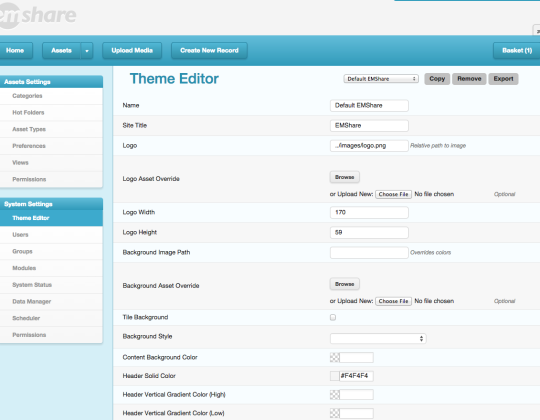 emshare
Home Assets Upload Media Create New Record Basket (1)
Assets Settings
Categories
Hot Folders
Asset Types
Preferences
Views
Permissions
System Settings
Theme Editor
Users
Groups
Modules
System Status
Data Manager
Scheduler
Permissions
Theme Editor Default EMShare Copy Remove Export
Name Default EMShare
Site Title EMShare
Logo ../images/logo.png Relative path to image
Logo Asset Override Browse
or Upload New: Choose File No file chosen Optional
Logo Width 170
Logo Height 59
Background Image Path Overrides colors
Background Asset Override Browse
or Upload New: Choose File No file chosen Optional
Tile Background
Background Style
Content Background Color
Header Solid Color #F4F4F4
Header Vertical Gradient Color (High)
Header Vertical Gradient Color (Low)